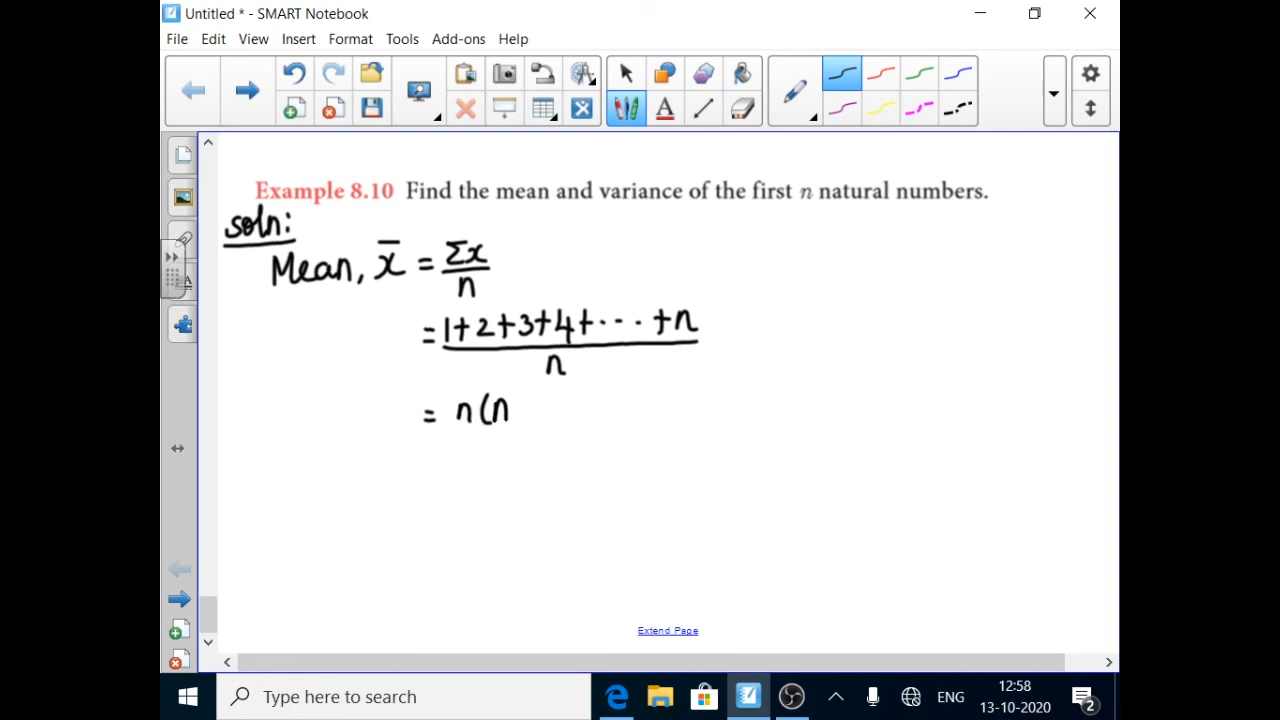 Untitled * - SMART Notebook
File Edit View Insert Format Tools Add-ons Help
Example 8.10 Find the mean and variance of the first n natural numbers.
soln:
Mean, x̄ = Σx/n
= 1+2+3+4+... +n/n
= n(n
Extend Page
Type here to search
ENG
12:58
13-10-2020
2